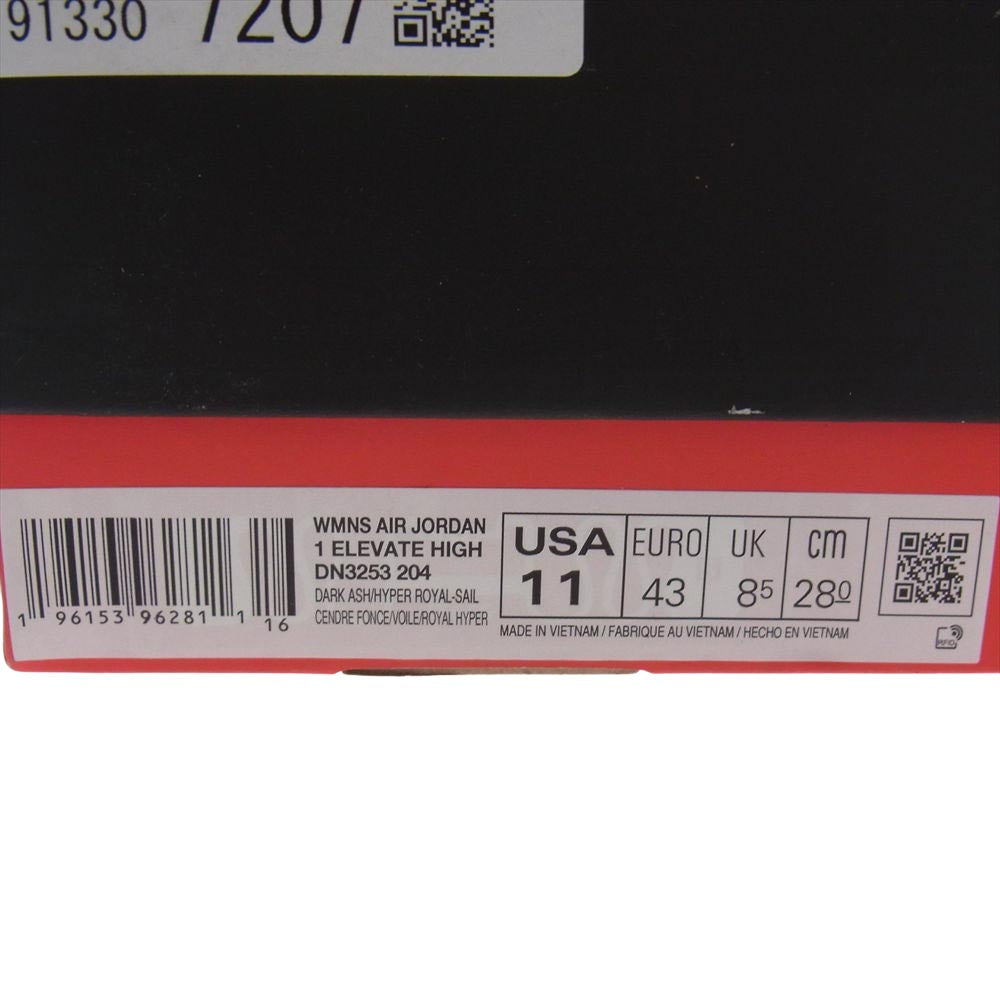 91330 7207
WMNS AIR JORDAN
1 ELEVATE HIGH
DN3253 204
DARK ASH/HYPER ROYAL-SAIL
CENDRE FONCE/VOILE/ROYAL HYPER
1 96153 96281 1 16
USA EURO UK cm
11 43 85 280
MADE IN VIETNAM / FABRIQUE AU VIETNAM / HECHO EN VIETNAM
RFID